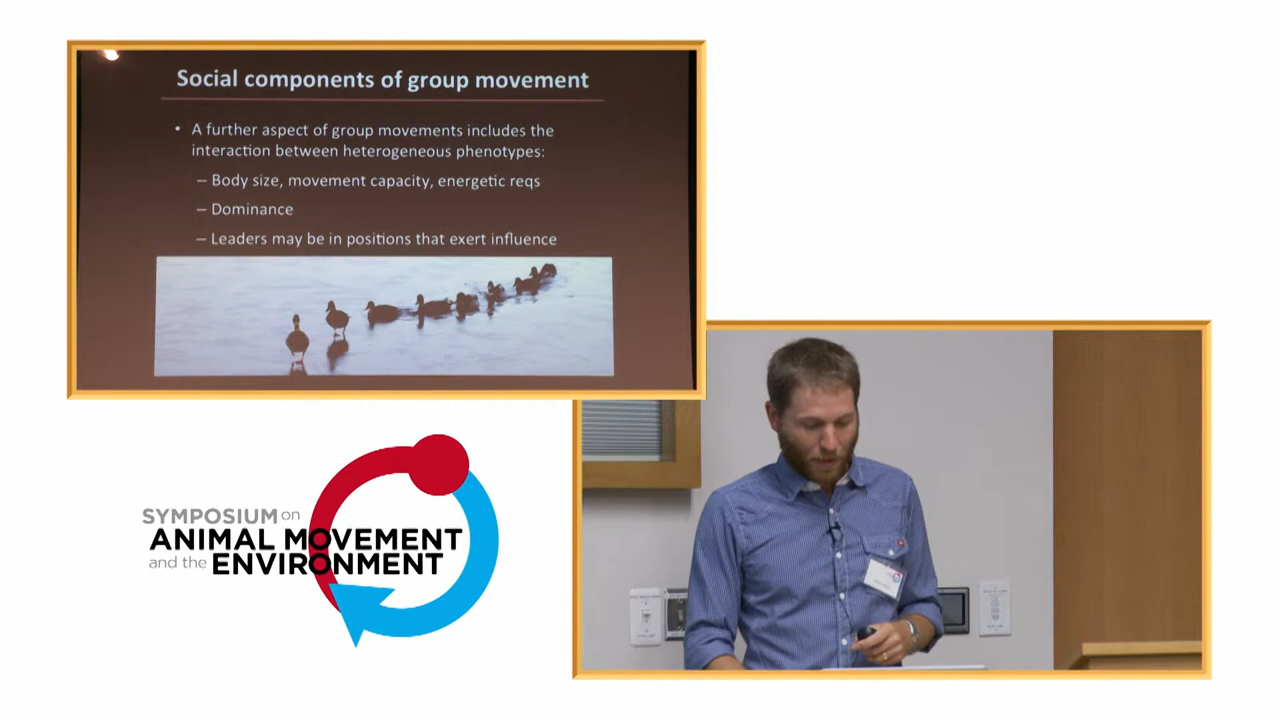 Social components of group movement
• A further aspect of group movements includes the
interaction between heterogeneous phenotypes:
– Body size, movement capacity, energetic reqs
– Dominance
– Leaders may be in positions that exert influence
SYMPOSIUM on
ANIMAL MOVEMENT
and the ENVIRONMENT